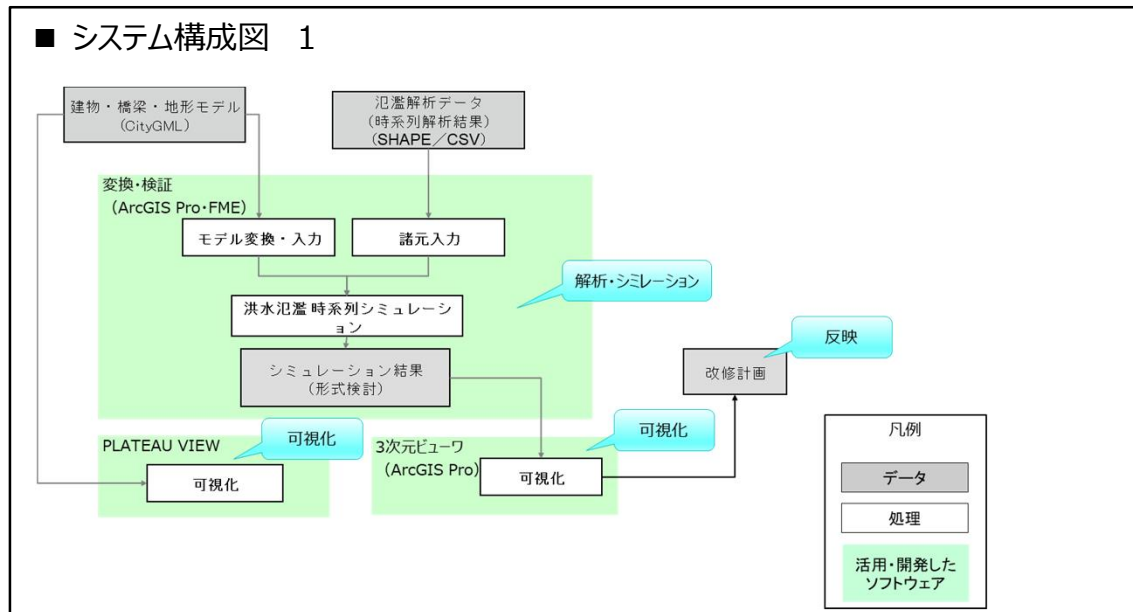 ■ システム構成図 1
建物・橋梁・地形モデル
(CityGML)
氾濫解析データ
(時系列解析結果)
(SHAPE／CSV)
変換・検証
(ArcGIS Pro・FME)
モデル変換・入力
諸元入力
解析・シミレーション
洪水氾濫 時系列シミュレーシ
ョン
反映
シミュレーション結果
(形式検討)
改修計画
PLATEAU VIEW
可視化
可視化
3次元ビューワ
(ArcGIS Pro)
可視化
可視化
凡例
データ
処理
活用・開発した
ソフトウェア